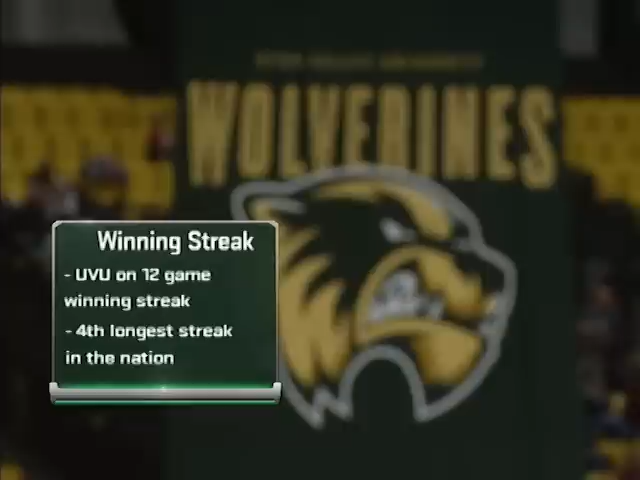 WOLVERINES
Winning Streak
- UVU on 12 game
winning streak
- 4th longest streak
in the nation